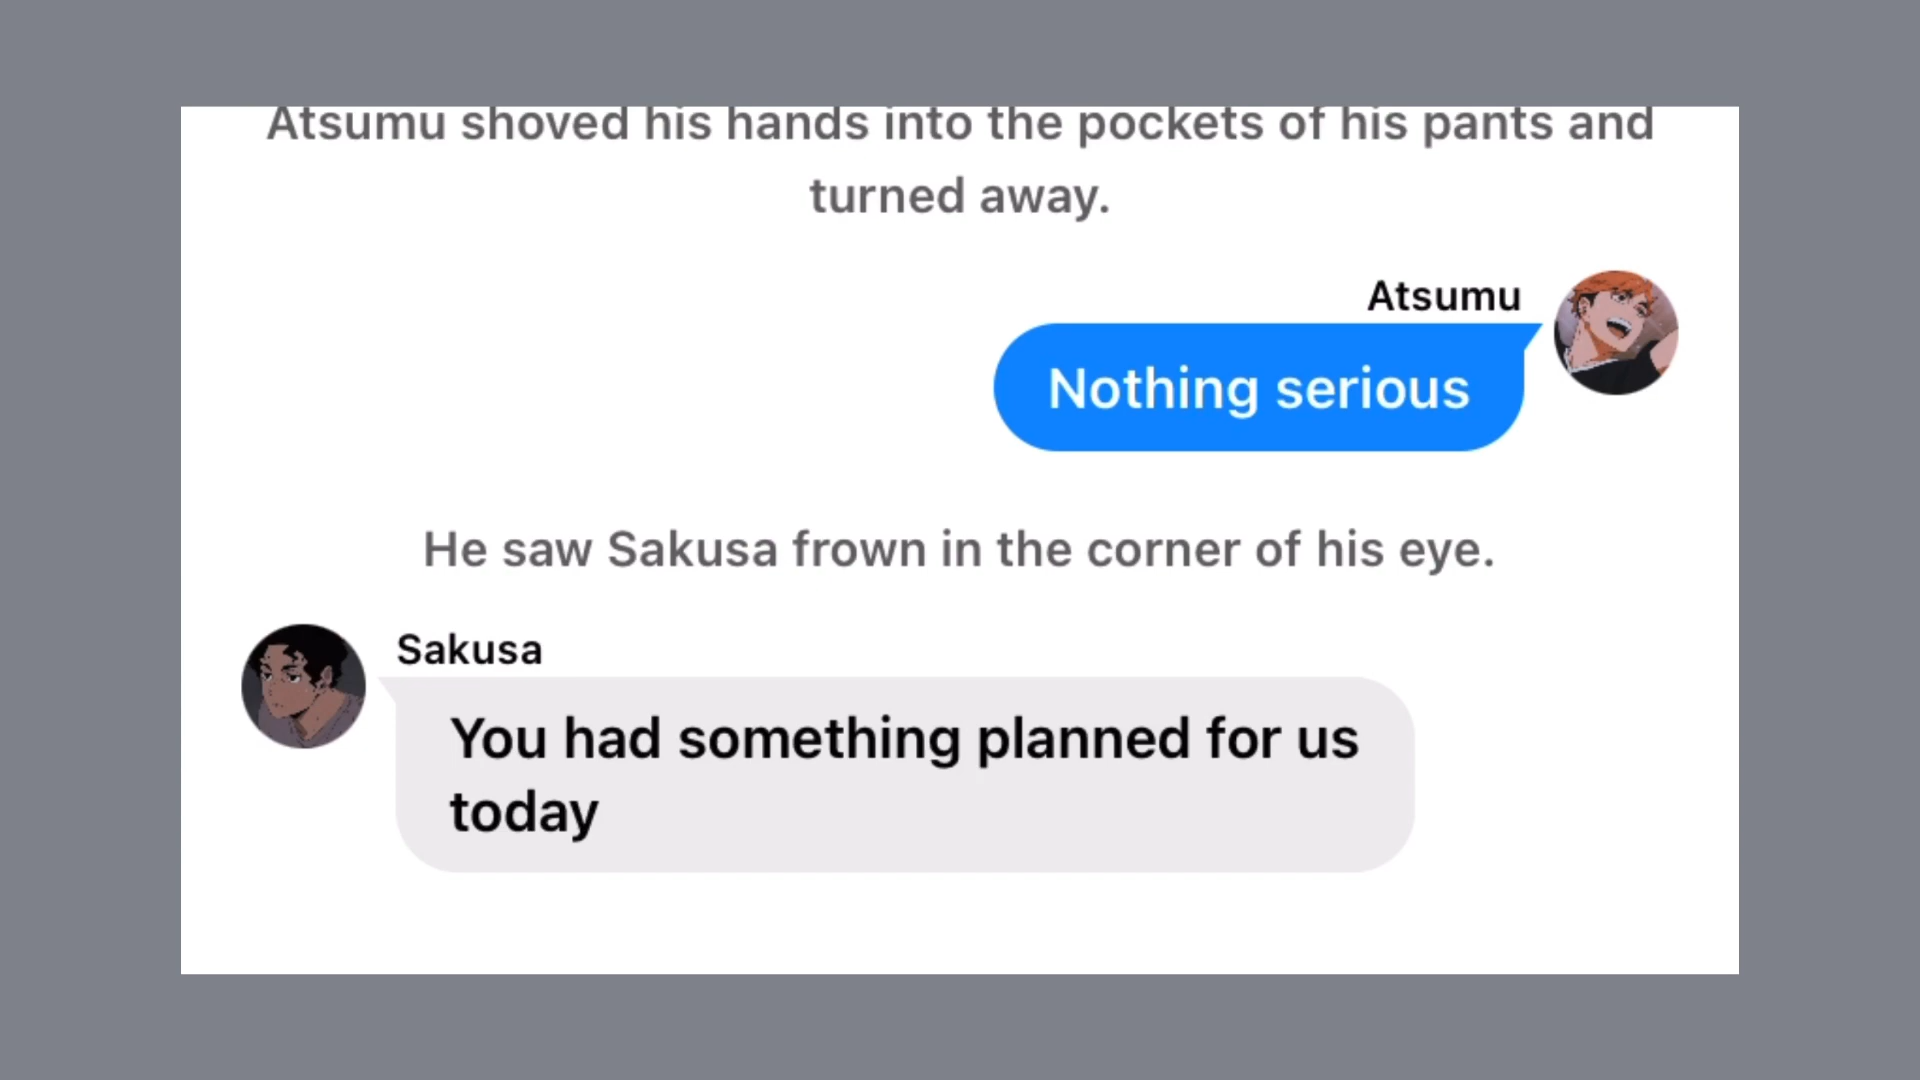 Atsumu shoved his hands into the pockets of his pants and
turned away.
Atsumu
Nothing serious
He saw Sakusa frown in the corner of his eye.
Sakusa
You had something planned for us
today